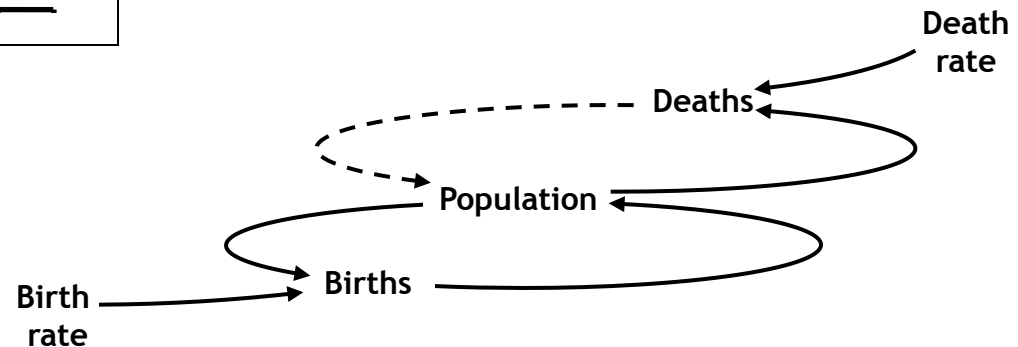 Death
rate
Deaths
Population
Births
Birth
rate